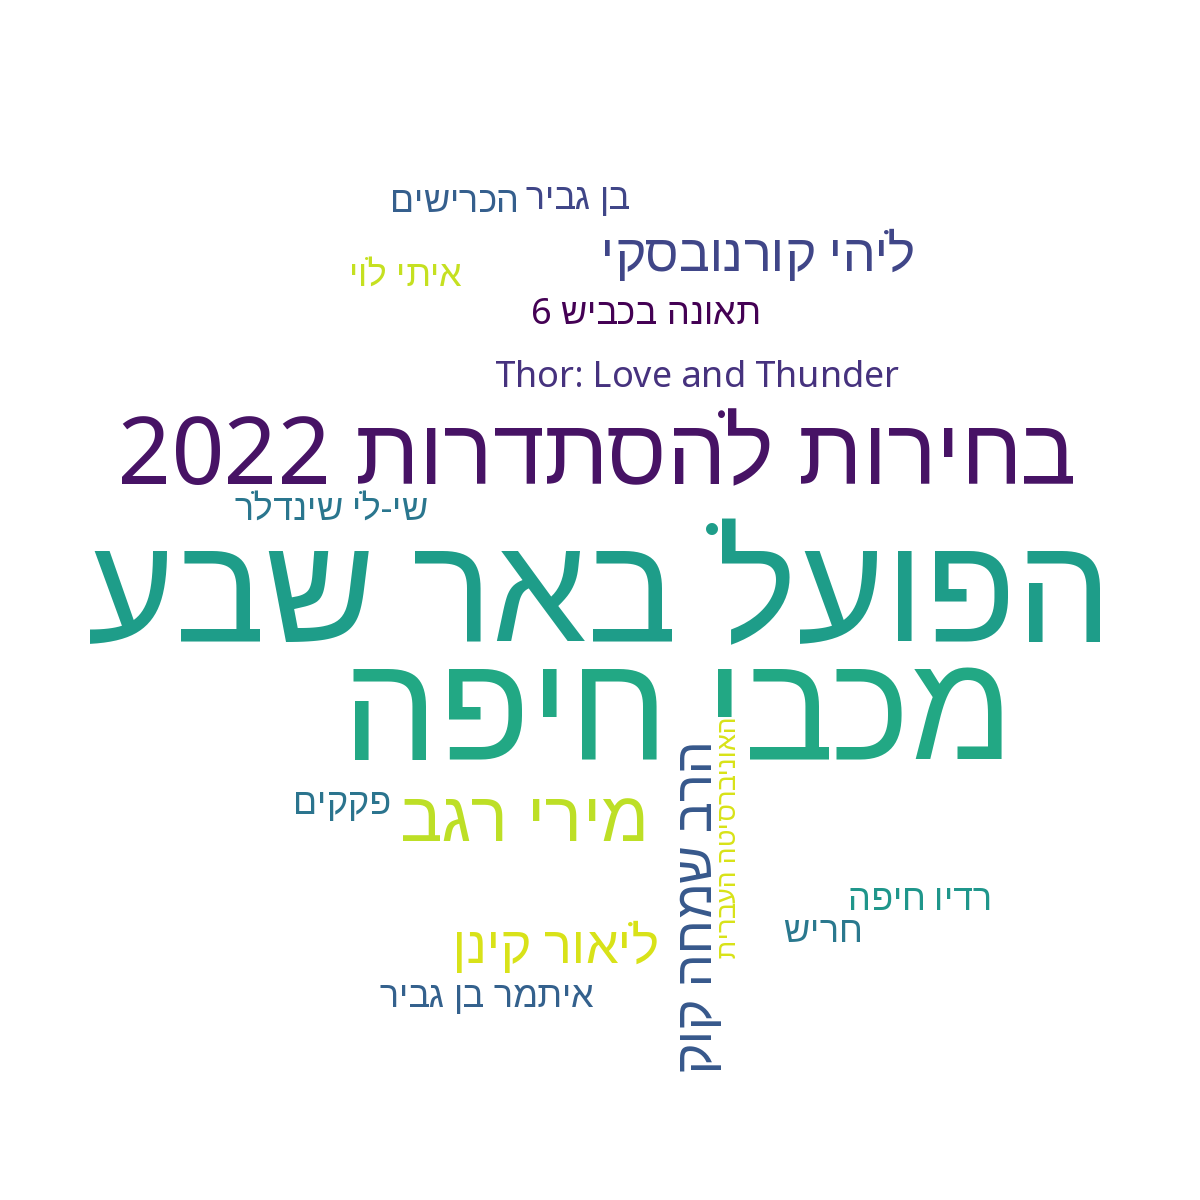 בן גביר
הכרישים
ליהי קורנובסקי
איתי לוי
תאונה בכביש 6
Thor: Love and Thunder
בחירות להסתדרות 2022
שי-לי שינדלר
הפועל באר שבע
מכבי חיפה
האוניברסיטה העברית
הרב שמחה קוק
מירי רגב
פקקים
רדיו חיפה
חריש
ליאור קינן
איתמר בן גביר